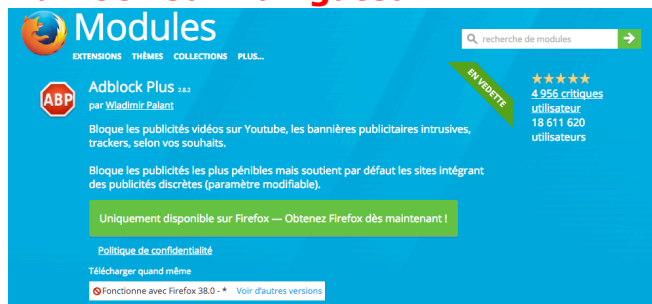 Modules
EXTENSIONS THÈMES COLLECTIONS PLUS...
recherche de modules
EN VEDETTE
ABP
Adblock Plus 2.8.2
par Wladimir Palant
Bloque les publicités vidéos sur Youtube, les bannières publicitaires intrusives,
trackers, selon vos souhaits.
Bloque les publicités les plus pénibles mais soutient par défaut les sites intégrant
des publicités discrètes (paramètre modifiable).
Uniquement disponible sur Firefox — Obtenez Firefox dès maintenant !
Politique de confidentialité
Télécharger quand même
Fonctionne avec Firefox 38.0 - * Voir d'autres versions
4 956 critiques
utilisateur
18 611 620
utilisateurs